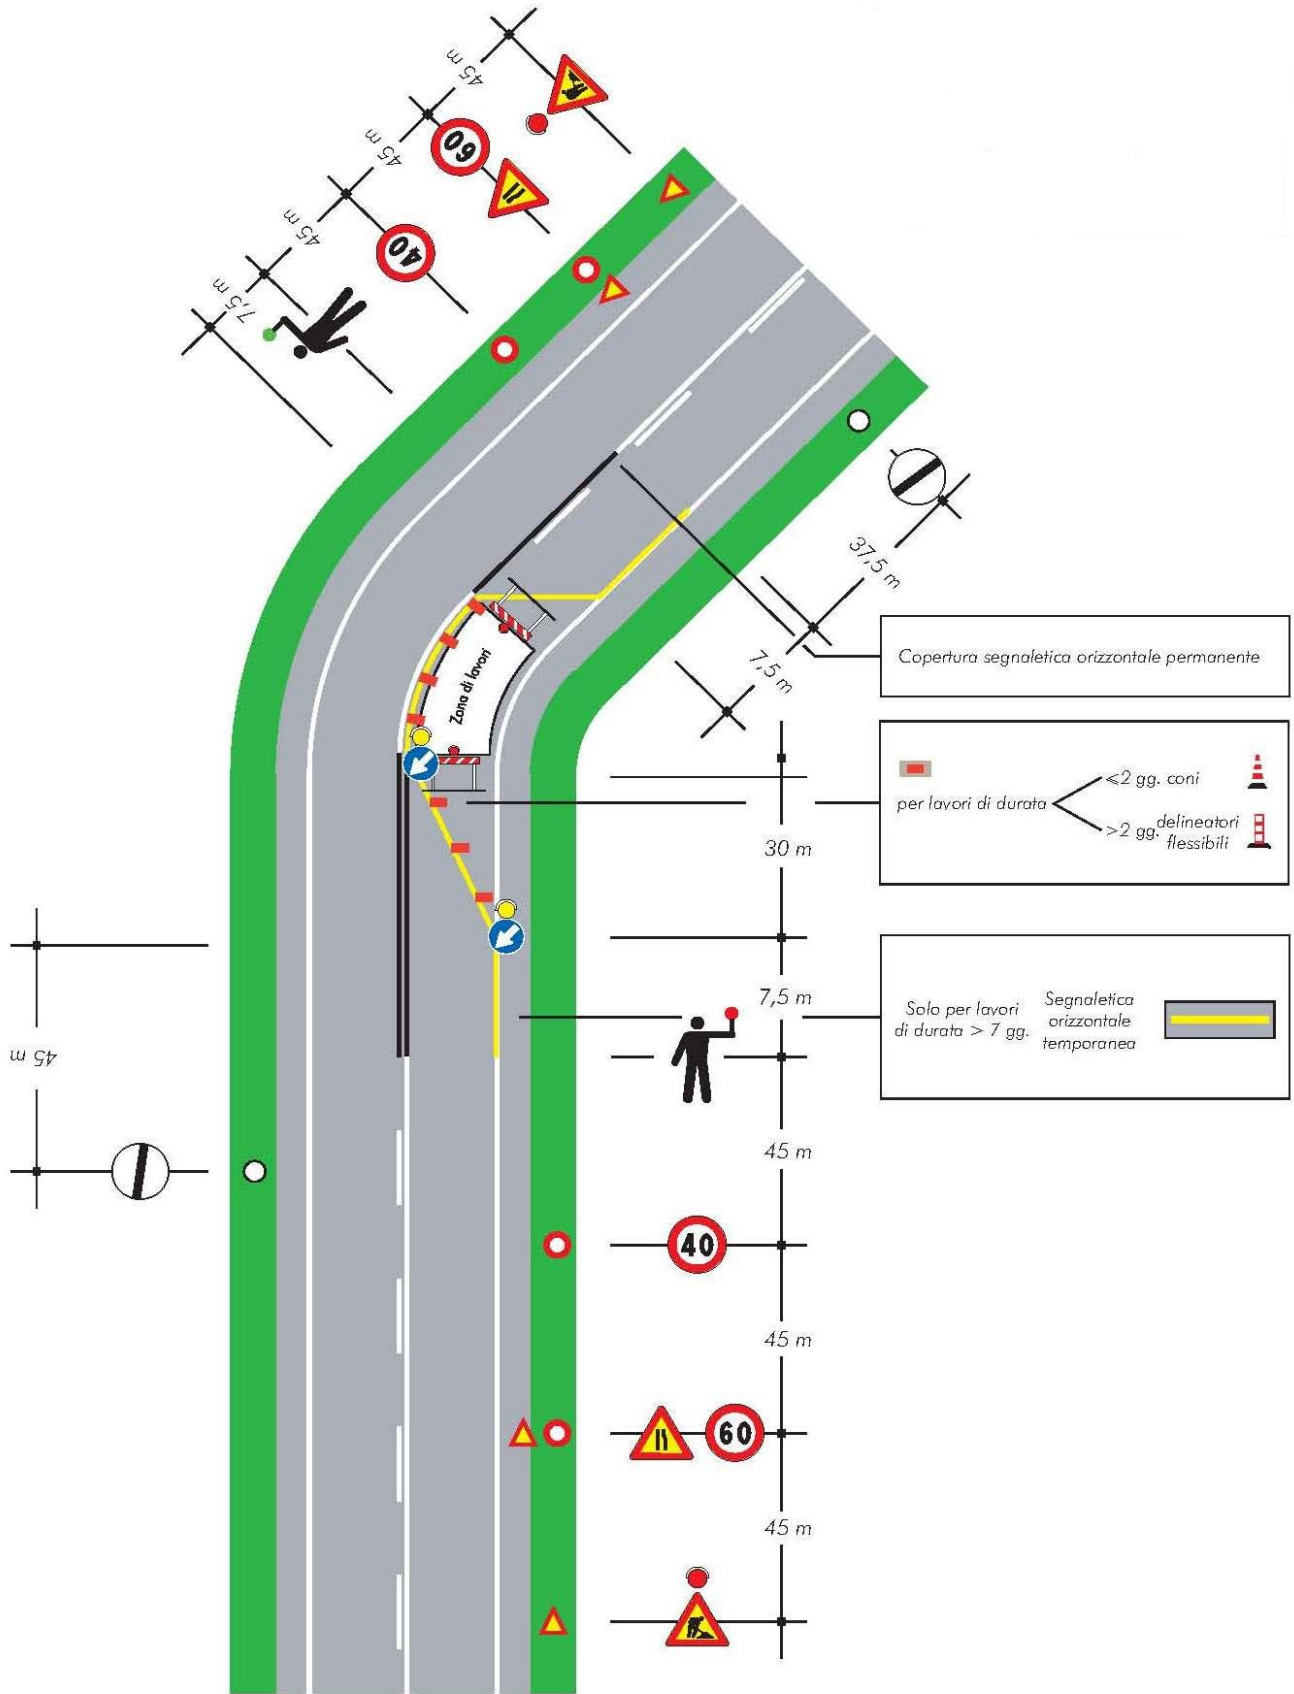 45 m
45 m
60
45 m
40
7,5 m
37,5 m
7,5 m
Copertura segnaletica orizzontale permanente
Zona di lavori
per lavori di durata
≤2 gg. coni
>2 gg. delineatori
flessibili
30 m
7,5 m
Solo per lavori
di durata > 7 gg.
Segnaletica
orizzontale
temporanea
45 m
45 m
40
45 m
60
45 m